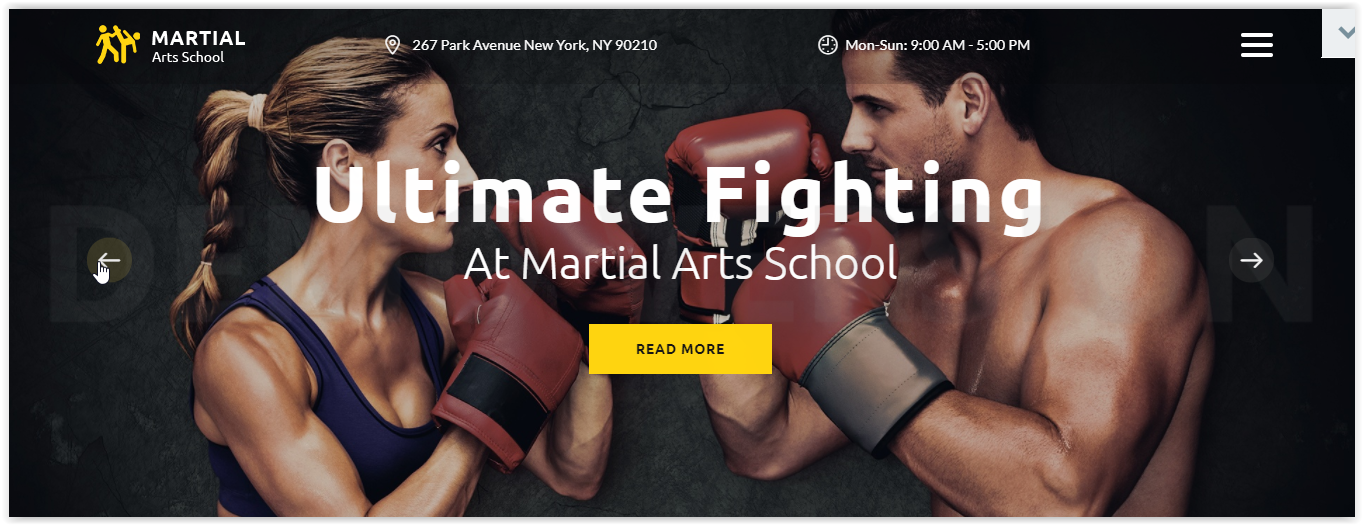 MARTIAL
Arts School
267 Park Avenue New York, NY 90210
Mon-Sun: 9:00 AM - 5:00 PM
Ultimate Fighting
At Martial Arts School
READ MORE